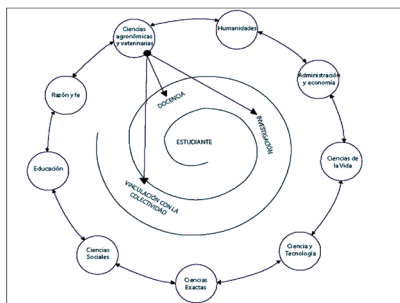 Ciencias
agronómicas
y veterinarias
Humanidades
Administración
y economía
Razón y fe
DOCENCIA
INVESTIGACIÓN
ESTUDIANTE
Ciencias de
la Vida
Educación
VINCULACIÓN CON LA
COLECTIVIDAD
Ciencias
Sociales
Ciencia y
Tecnología
Ciencias
Exactas